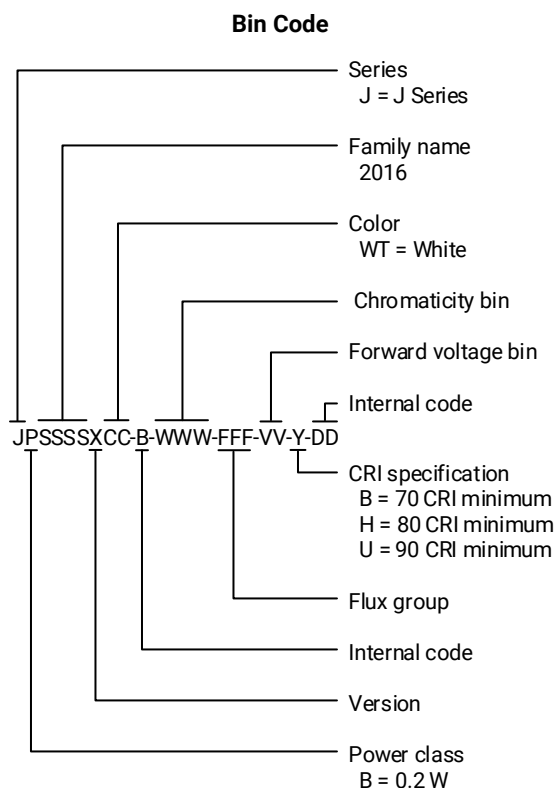 Bin Code
Series
J = J Series
Family name
2016
Color
WT = White
Chromaticity bin
Forward voltage bin
Internal code
JPSSSSXCC-B-WWW-FFF-VV-Y-DD
CRI specification
B = 70 CRI minimum
H = 80 CRI minimum
U = 90 CRI minimum
Flux group
Internal code
Version
Power class
B = 0.2 W